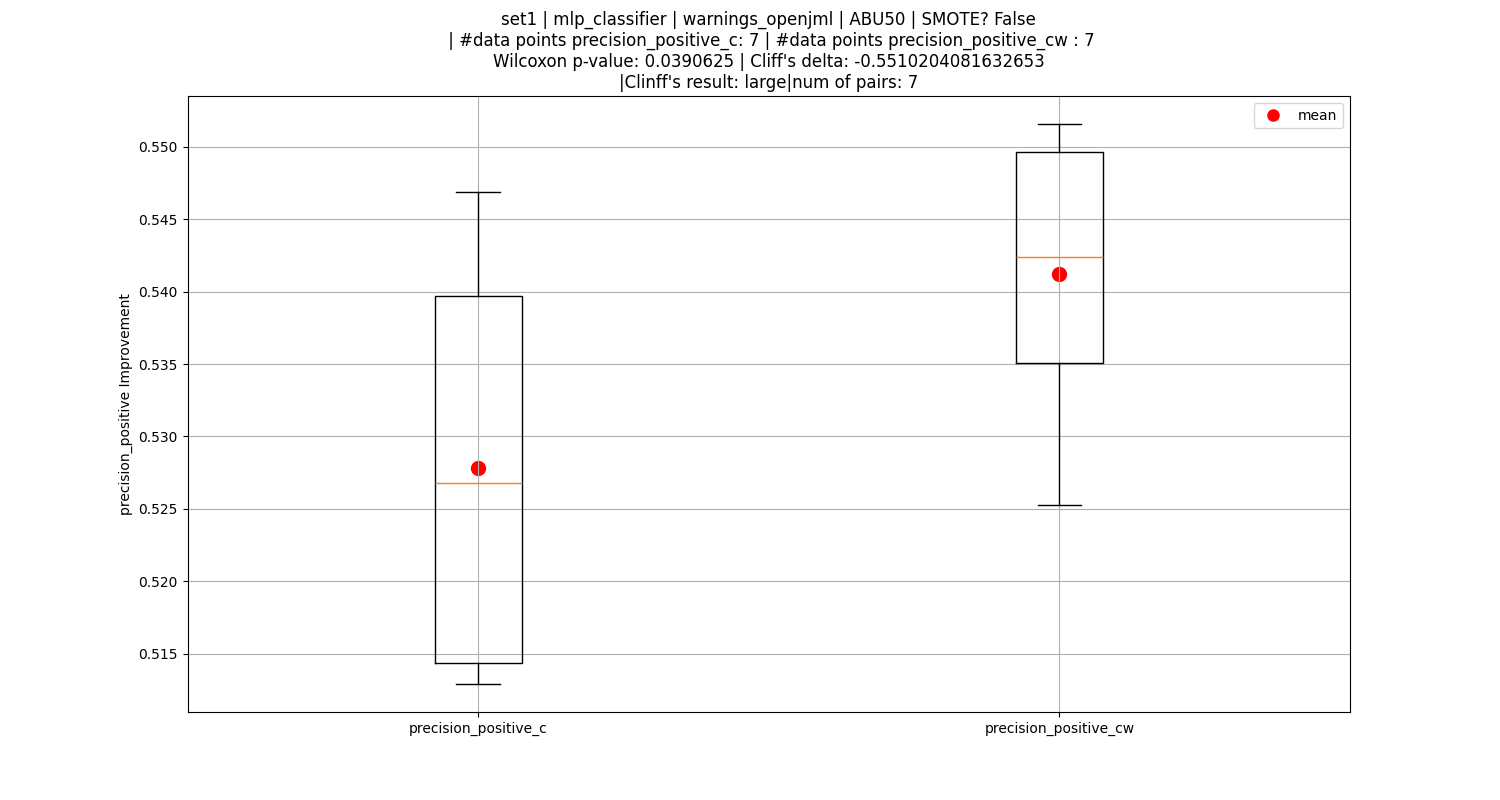 set1 | mlp_classifier | warnings_openjml | ABU50 | SMOTE? False
| #data points precision_positive_c: 7 | #data points precision_positive_cw : 7
Wilcoxon p-value: 0.0390625 | Cliff's delta: -0.5510204081632653
|Clinff's result: large|num of pairs: 7
mean
0.550
0.545
0.540
0.535
0.530
0.525
0.520
0.515
precision_positive Improvement
precision_positive_c
precision_positive_cw